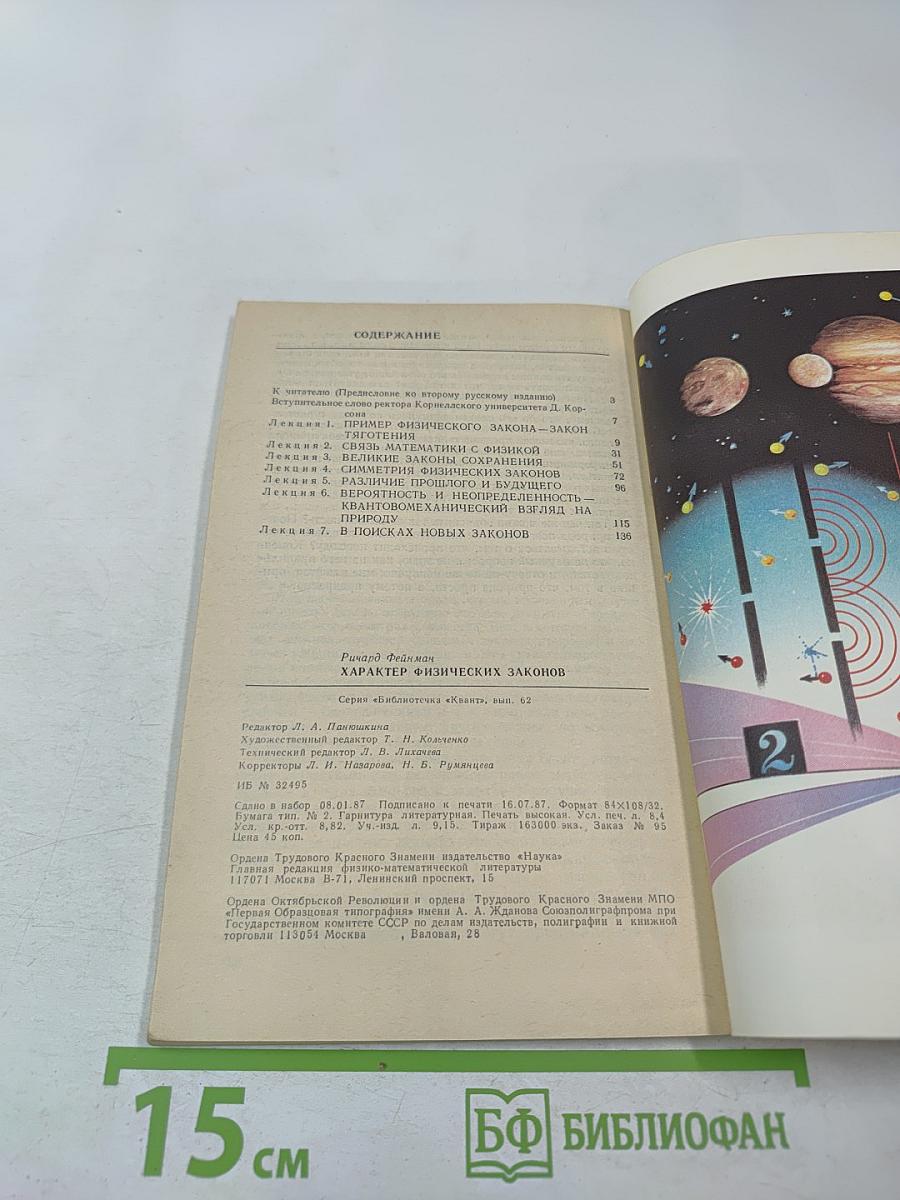 СОДЕРЖАНИЕ
К читателю (Предисловие ко второму русскому изданию) 3
Вступительное слово ректора Корнеллского университета Д. Кор-
сона 7
Лекция 1. ПРИМЕР ФИЗИЧЕСКОГО ЗАКОНА—ЗАКОН
ТЯГОТЕНИЯ 9
Лекция 2. СВЯЗЬ МАТЕМАТИКИ С ФИЗИКОЙ 31
Лекция 3. ВЕЛИКИЕ ЗАКОНЫ СОХРАНЕНИЯ 51
Лекция 4. СИММЕТРИЯ ФИЗИЧЕСКИХ ЗАКОНОВ 72
Лекция 5. РАЗЛИЧИЕ ПРОШЛОГО И БУДУЩЕГО 96
Лекция 6. ВЕРОЯТНОСТЬ И НЕОПРЕДЕЛЕННОСТЬ—
КВАНТОВОМЕХАНИЧЕСКИЙ ВЗГЛЯД НА
ПРИРОДУ 115
Лекция 7. В ПОИСКАХ НОВЫХ ЗАКОНОВ 136
Ричард Фейнман
ХАРАКТЕР ФИЗИЧЕСКИХ ЗАКОНОВ
Серия «Библиотечка «Квант», вып. 62
Редактор Л. А. Панюшкина
Художественный редактор Т. Н. Кольченко
Технический редактор Л. В. Лихачева
Корректоры Л. И. Назарова, Н. Б. Румянцева
ИБ № 32495
Сдано в набор 08.01.87 Подписано к печати 16.07.87. Формат 84×108/32.
Бумага тип. № 2. Гарнитура литературная. Печать высокая. Усл. печ. л. 8,4
Усл. кр.-отт. 8,82. Уч.-изд. л. 9,15. Тираж 163000 экз. Заказ № 95
Цена 45 коп.
Ордена Трудового Красного Знамени издательство «Наука»
Главная редакция физико-математической литературы
117071 Москва В-71, Ленинский проспект, 15
Ордена Октябрьской Революции и ордена Трудового Красного Знамени МПО
«Первая Образцовая типография» имени А. А. Жданова Союзполиграфпрома при
Государственном комитете СССР по делам издательств, полиграфии и книжной
торговли 113054 Москва , Валовая, 28
2
15 см
БФ БИБЛИОФАН